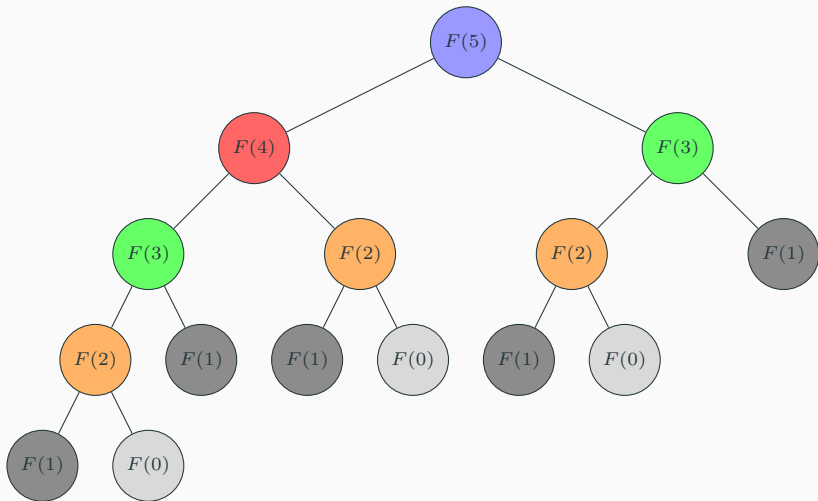 F(5)
F(4) F(3)
F(3) F(2) F(2) F(1)
F(2) F(1) F(1) F(0) F(1) F(0)
F(1) F(0)